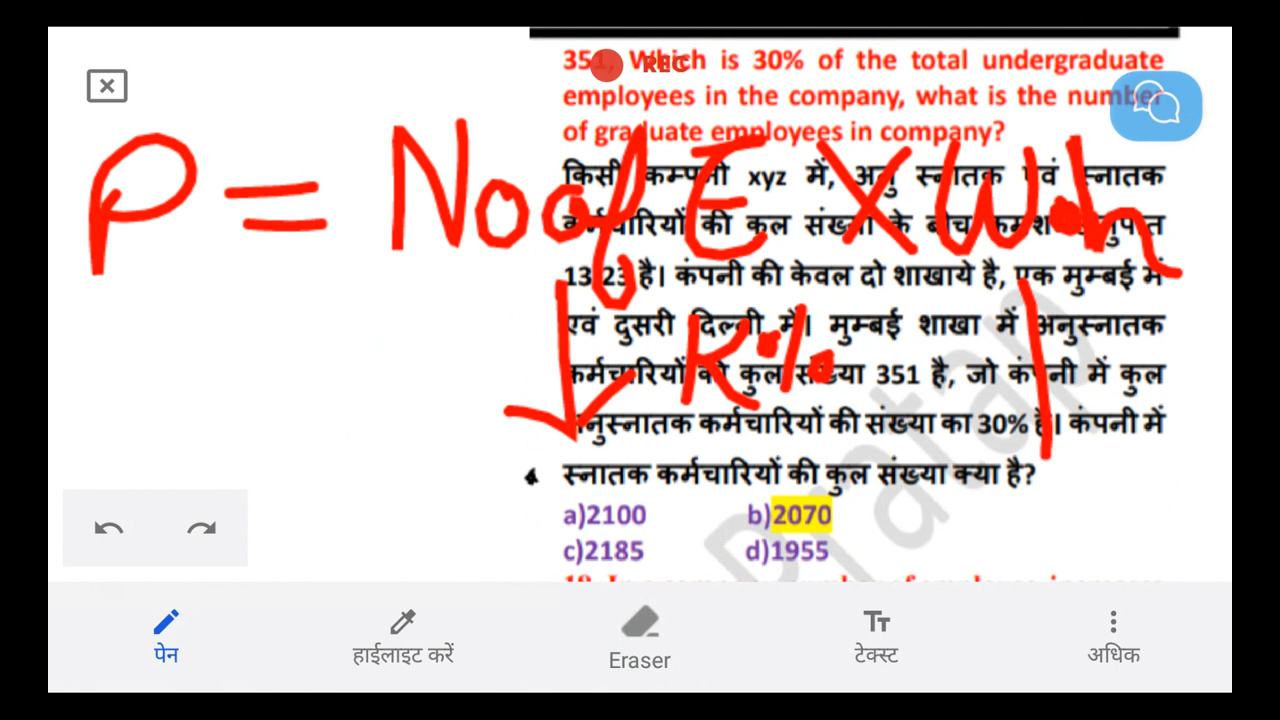 351, Which is 30% of the total undergraduate
REC
employees in the company, what is the number
of graduate employees in company?
P = No of E X W.h
R%
किसी कम्पनी xyz में, अनु स्नातक एवं स्नातक
कर्मचारियों की कुल संख्या के बीच क्रमश अनुपात
13:23 है। कंपनी की केवल दो शाखाये है, एक मुम्बई में
एवं दुसरी दिल्ली में। मुम्बई शाखा में अनुस्नातक
कर्मचारियों की कुल संख्या 351 है, जो कंपनी में कुल
अनुस्नातक कर्मचारियों की संख्या का 30% है। कंपनी में
स्नातक कर्मचारियों की कुल संख्या क्या है?
a)2100 b)2070
c)2185 d)1955
Pratap
पेन
हाईलाइट करें
Eraser
टेक्स्ट
अधिक